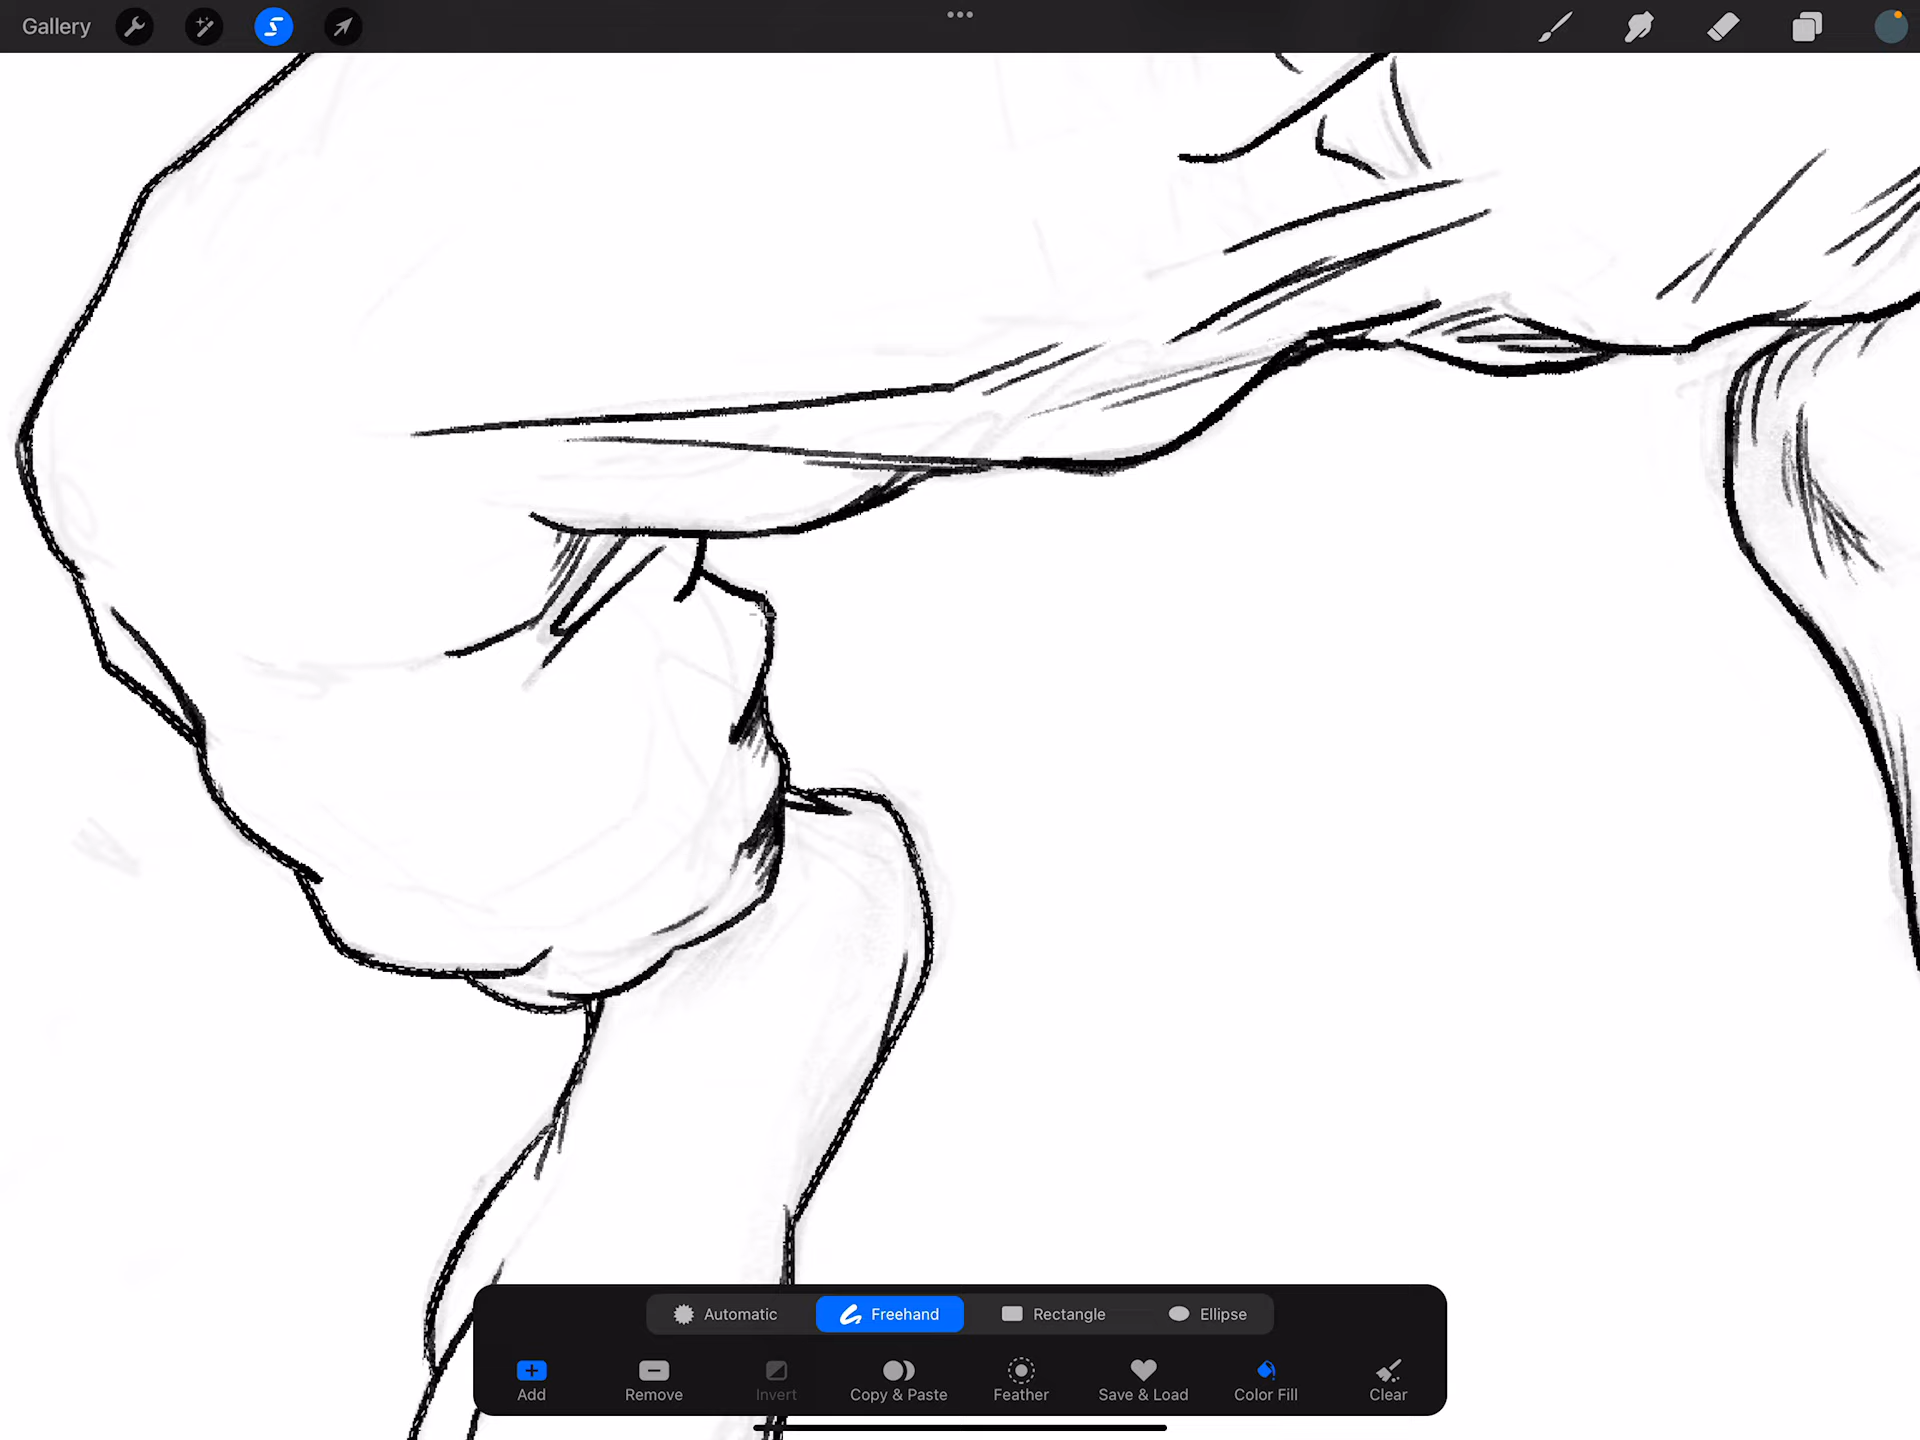 Gallery
Automatic Freehand Rectangle Ellipse
Add Remove Invert Copy & Paste Feather Save & Load Color Fill Clear